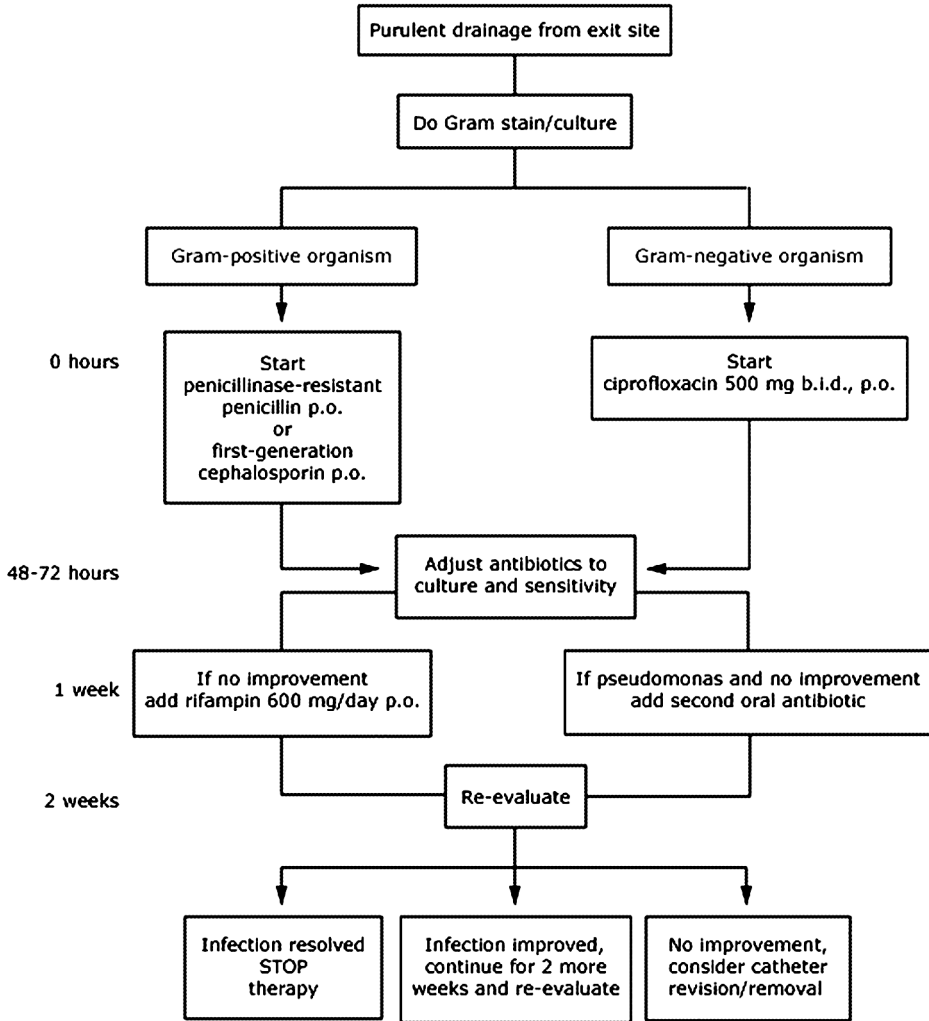 Purulent drainage from exit site
Do Gram stain/culture
Gram-positive organism
Gram-negative organism
0 hours
Start
penicillinase-resistant
penicillin p.o.
or
first-generation
cephalosporin p.o.
Start
ciprofloxacin 500 mg b.i.d., p.o.
48-72 hours
Adjust antibiotics to
culture and sensitivity
1 week
If no improvement
add rifampin 600 mg/day p.o.
If pseudomonas and no improvement
add second oral antibiotic
2 weeks
Re-evaluate
Infection resolved
STOP
therapy
Infection improved,
continue for 2 more
weeks and re-evaluate
No improvement,
consider catheter
revision/removal